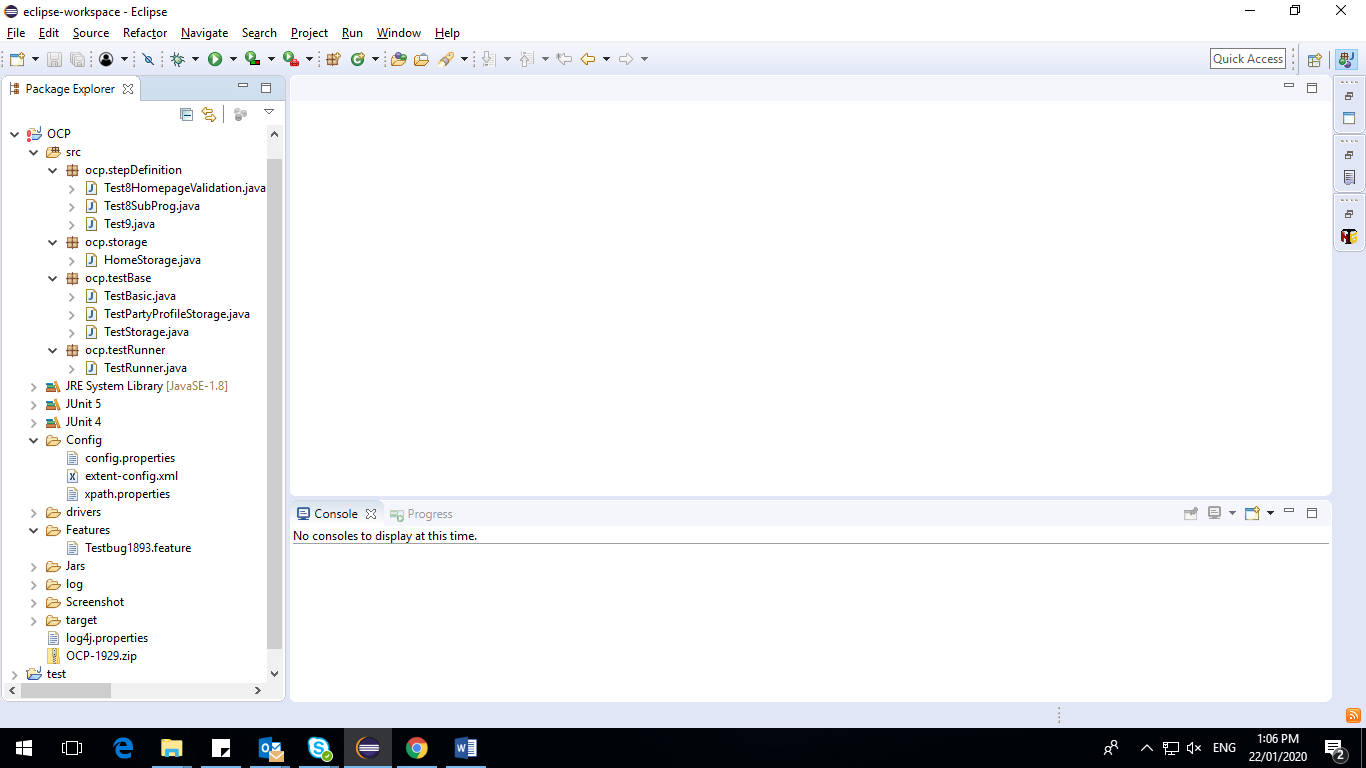 eclipse-workspace - Eclipse
File Edit Source Refactor Navigate Search Project Run Window Help
Quick Access
Package Explorer
OCP
src
ocp.stepDefinition
Test8HomepageValidation.java
Test8SubProg.java
Test9.java
ocp.storage
HomeStorage.java
ocp.testBase
TestBasic.java
TestPartyProfileStorage.java
TestStorage.java
ocp.testRunner
TestRunner.java
JRE System Library [JavaSE-1.8]
JUnit 5
JUnit 4
Config
config.properties
extent-config.xml
xpath.properties
drivers
Features
Testbug1893.feature
Jars
log
Screenshot
target
log4j.properties
OCP-1929.zip
test
Console Progress
No consoles to display at this time.
ENG
1:06 PM
22/01/2020
2